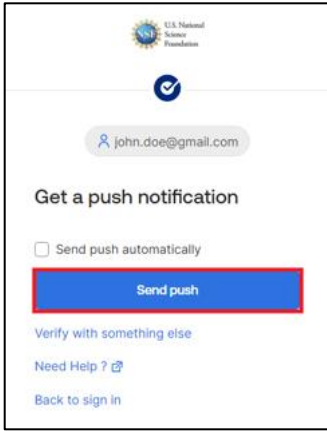 NSF
U.S. National
Science
Foundation
john.doe@gmail.com
Get a push notification
Send push automatically
Send push
Verify with something else
Need Help ?
Back to sign in